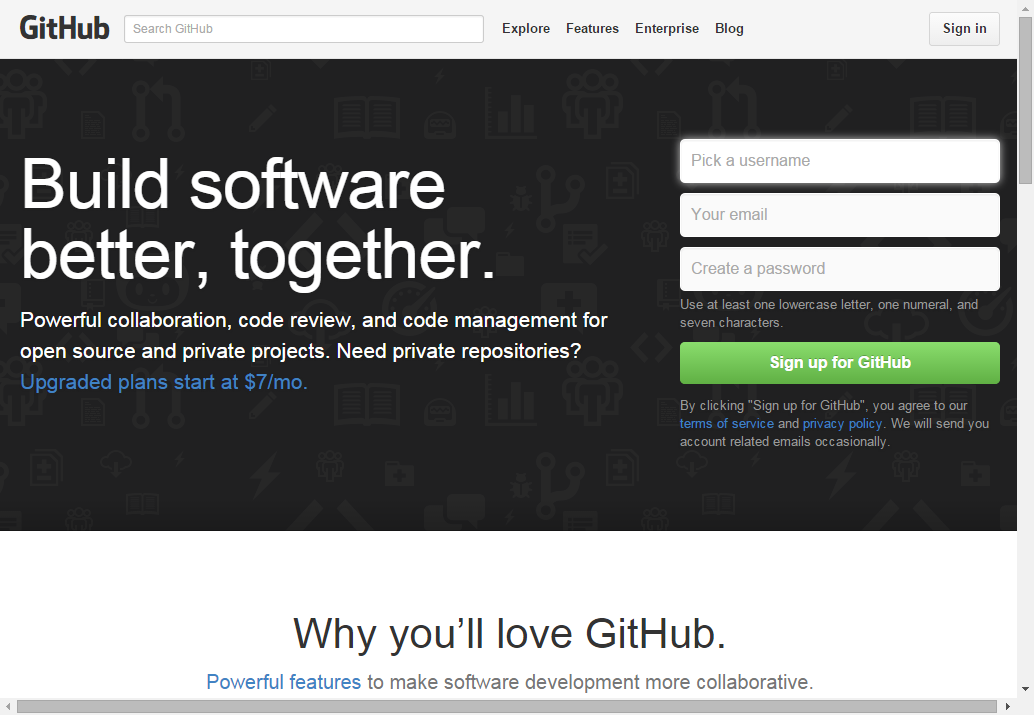 GitHub
Search GitHub
Explore Features Enterprise Blog
Sign in
Build software
better, together.
Powerful collaboration, code review, and code management for
open source and private projects. Need private repositories?
Upgraded plans start at $7/mo.
Pick a username
Your email
Create a password
Use at least one lowercase letter, one numeral, and
seven characters.
Sign up for GitHub
By clicking "Sign up for GitHub", you agree to our
terms of service and privacy policy. We will send you
account related emails occasionally.
Why you’ll love GitHub.
Powerful features to make software development more collaborative.